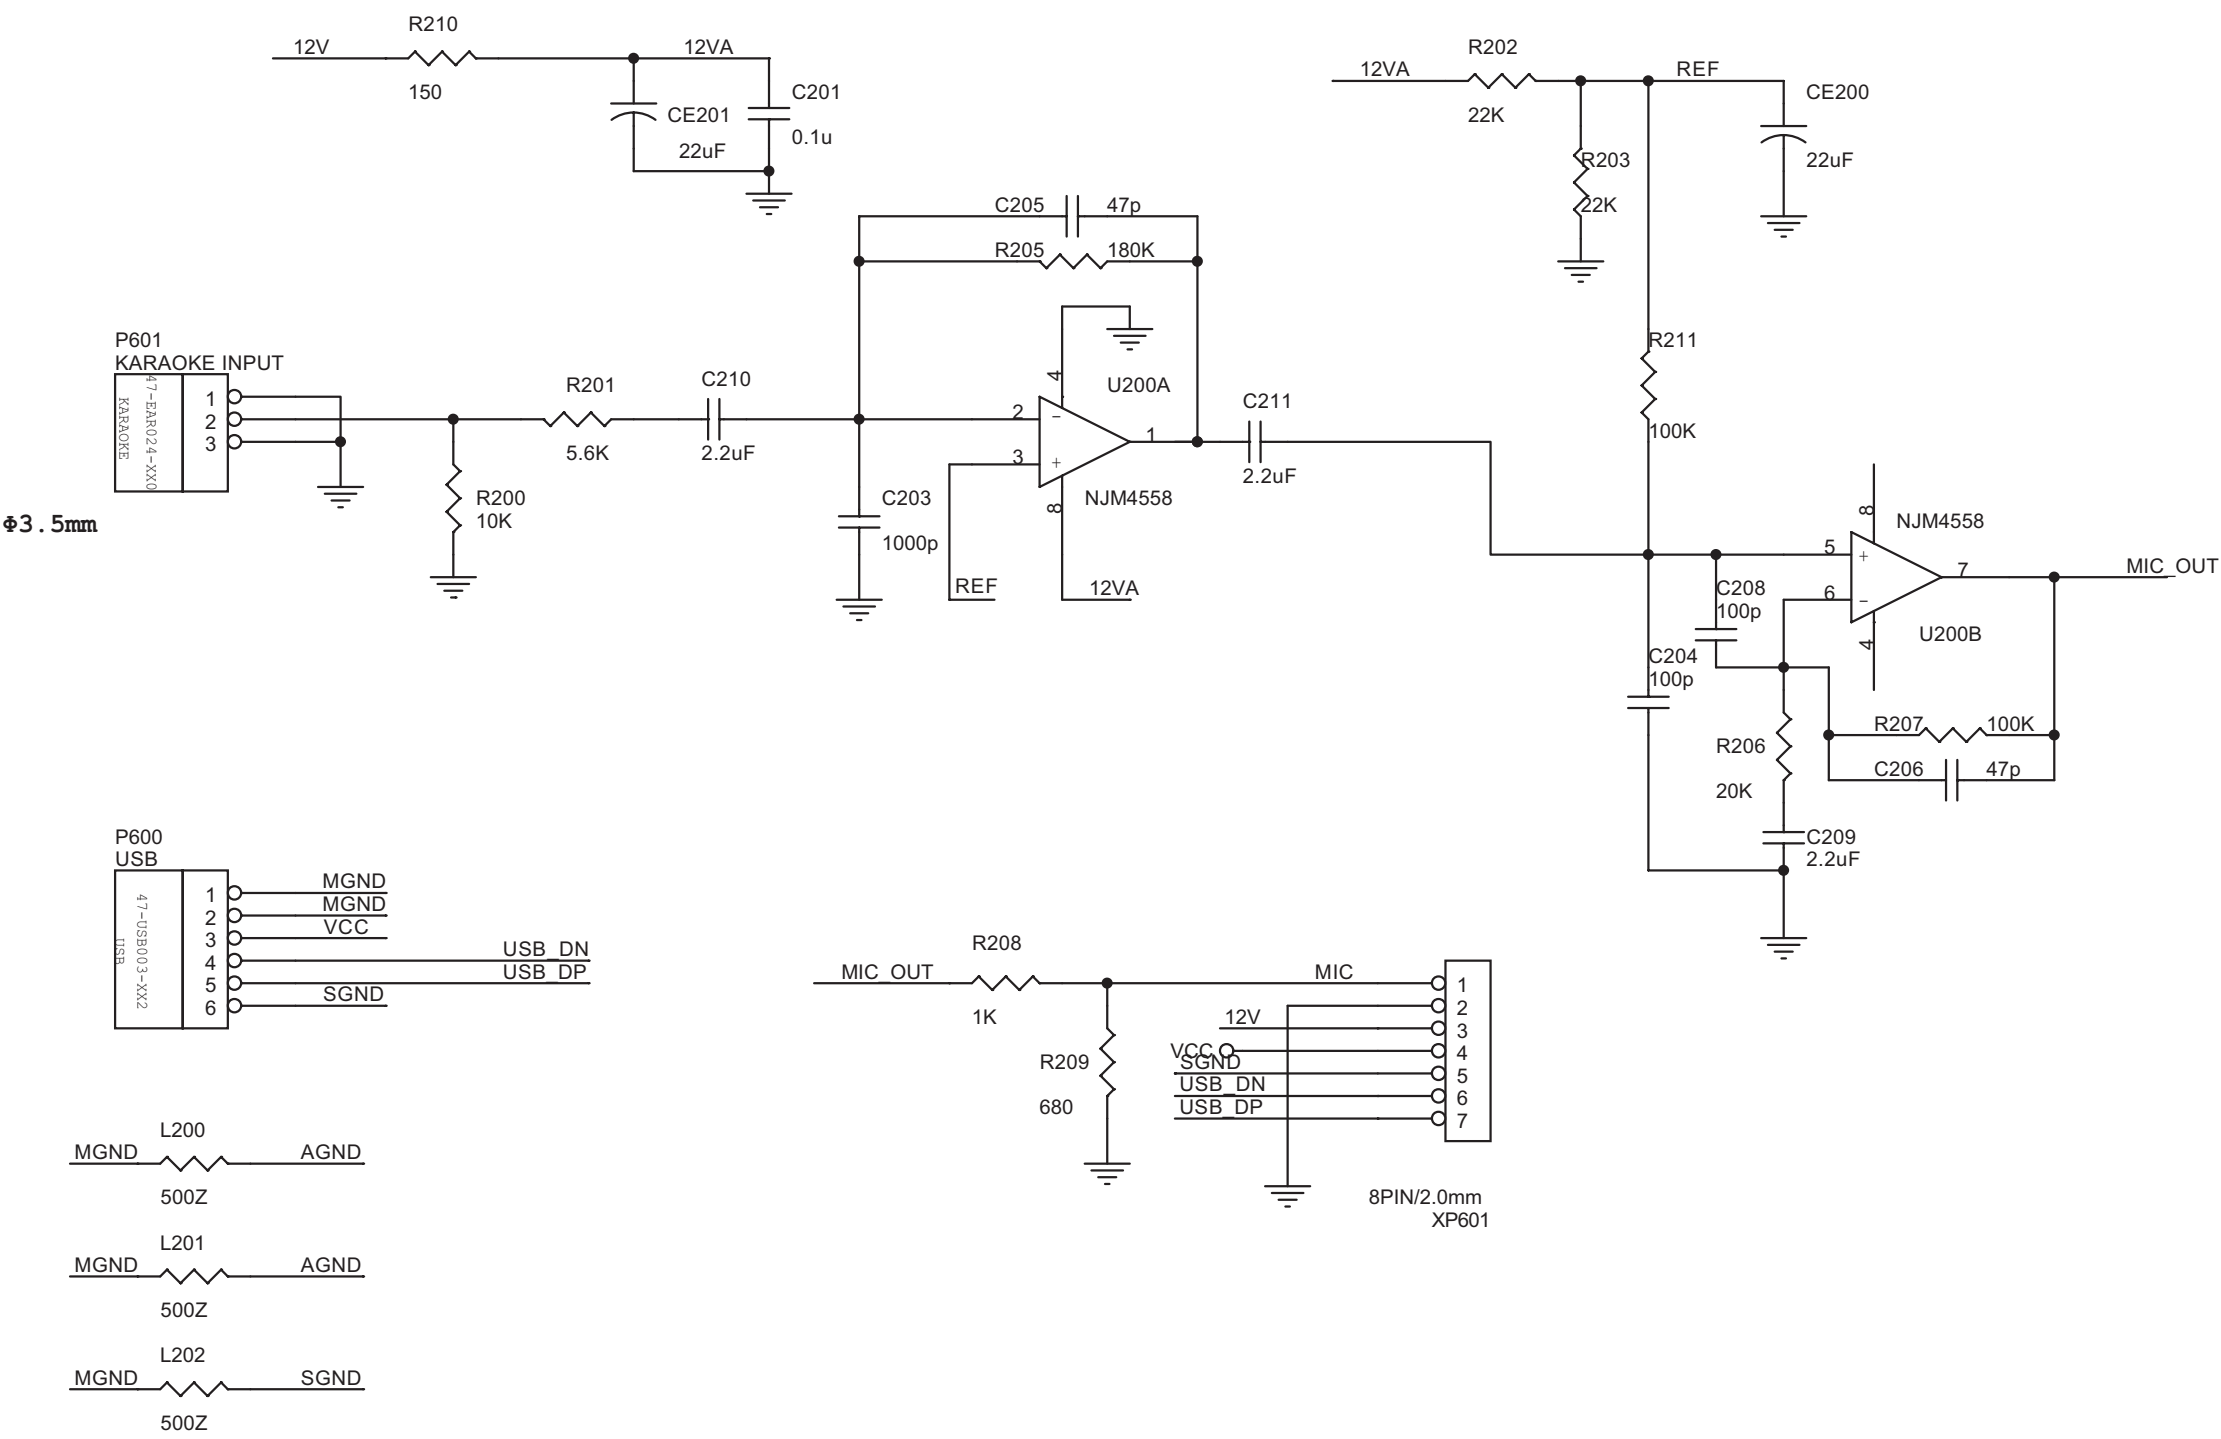 R210
12V
12VA
150
CE201
22uF
C201
0.1u
R202
12VA
REF
22K
R203
22K
CE200
22uF
C205 47p
R205 180K
P601
KARAOKE INPUT
47-EAR024-XX0
KARAOKE
1
2
3
Φ3.5mm
R201
5.6K
C210
2.2uF
R200
10K
C203
1000p
4
U200A
2
−
3
+
1
8
NJM4558
REF
12VA
C211
2.2uF
R211
100K
8
NJM4558
5
+
6
−
7
MIC_OUT
4
U200B
C208
100p
C204
100p
R206
20K
R207 100K
C206 47p
C209
2.2uF
P600
USB
47-USB003-XX2
USB
1 MGND
2 MGND
3 VCC
4 USB_DN
5 USB_DP
6 SGND
R208
MIC_OUT
1K
MIC
R209
680
12V
VCC
SGND
USB_DN
USB_DP
1
2
3
4
5
6
7
8PIN/2.0mm
XP601
L200
MGND AGND
500Z
L201
MGND AGND
500Z
L202
MGND SGND
500Z